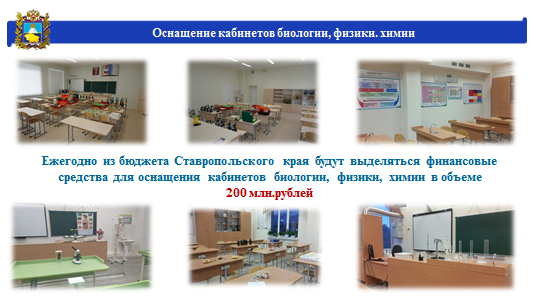 Оснащение кабинетов биологии, физики. химии
Ежегодно из бюджета Ставропольского края будут выделяться финансовые
средства для оснащения кабинетов биологии, физики, химии в объеме
200 млн.рублей